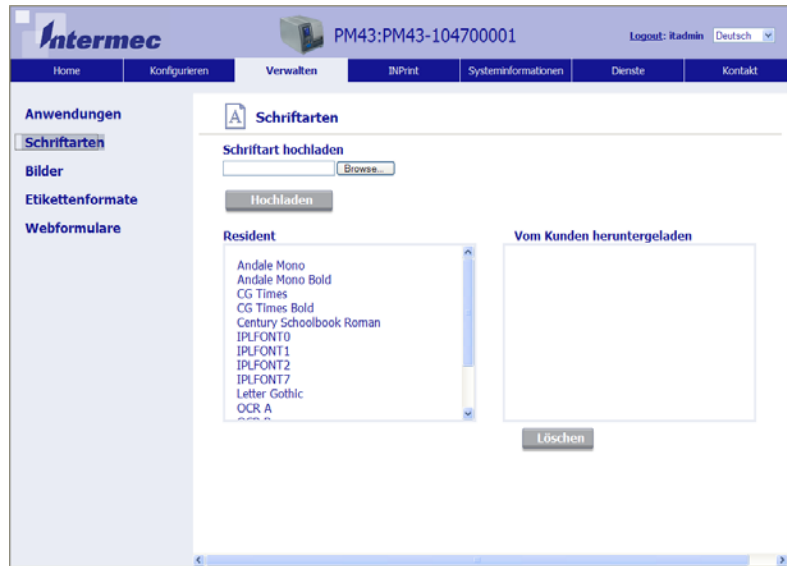 Intermec
PM43:PM43-104700001
Logout: itadmin Deutsch
Home Konfigurieren Verwalten INPrint Systeminformationen Dienste Kontakt
Anwendungen
Schriftarten
Bilder
Etikettenformate
Webformulare
A
Schriftarten
Schriftart hochladen
Browse...
Hochladen
Resident
Andale Mono
Andale Mono Bold
CG Times
CG Times Bold
Century Schoolbook Roman
IPLFONT0
IPLFONT1
IPLFONT2
IPLFONT7
Letter Gothic
OCR A
Vom Kunden heruntergeladen
Löschen